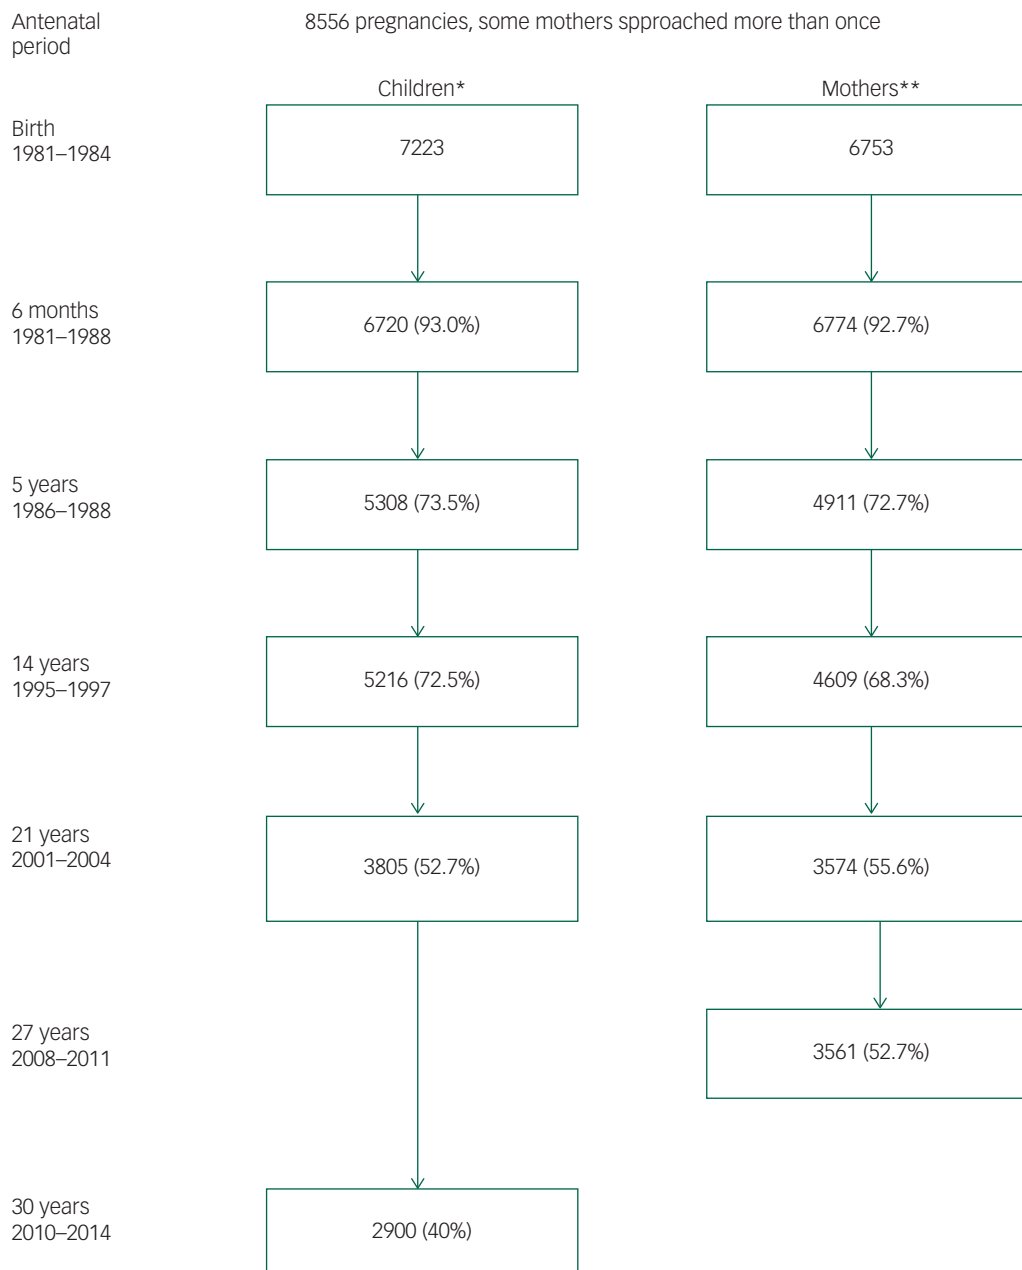 Antenatal
period
8556 pregnancies, some mothers spproached more than once
Children*
Mothers**
Birth
1981–1984
7223
6753
6 months
1981–1988
6720 (93.0%)
6774 (92.7%)
5 years
1986–1988
5308 (73.5%)
4911 (72.7%)
14 years
1995–1997
5216 (72.5%)
4609 (68.3%)
21 years
2001–2004
3805 (52.7%)
3574 (55.6%)
27 years
2008–2011
3561 (52.7%)
30 years
2010–2014
2900 (40%)